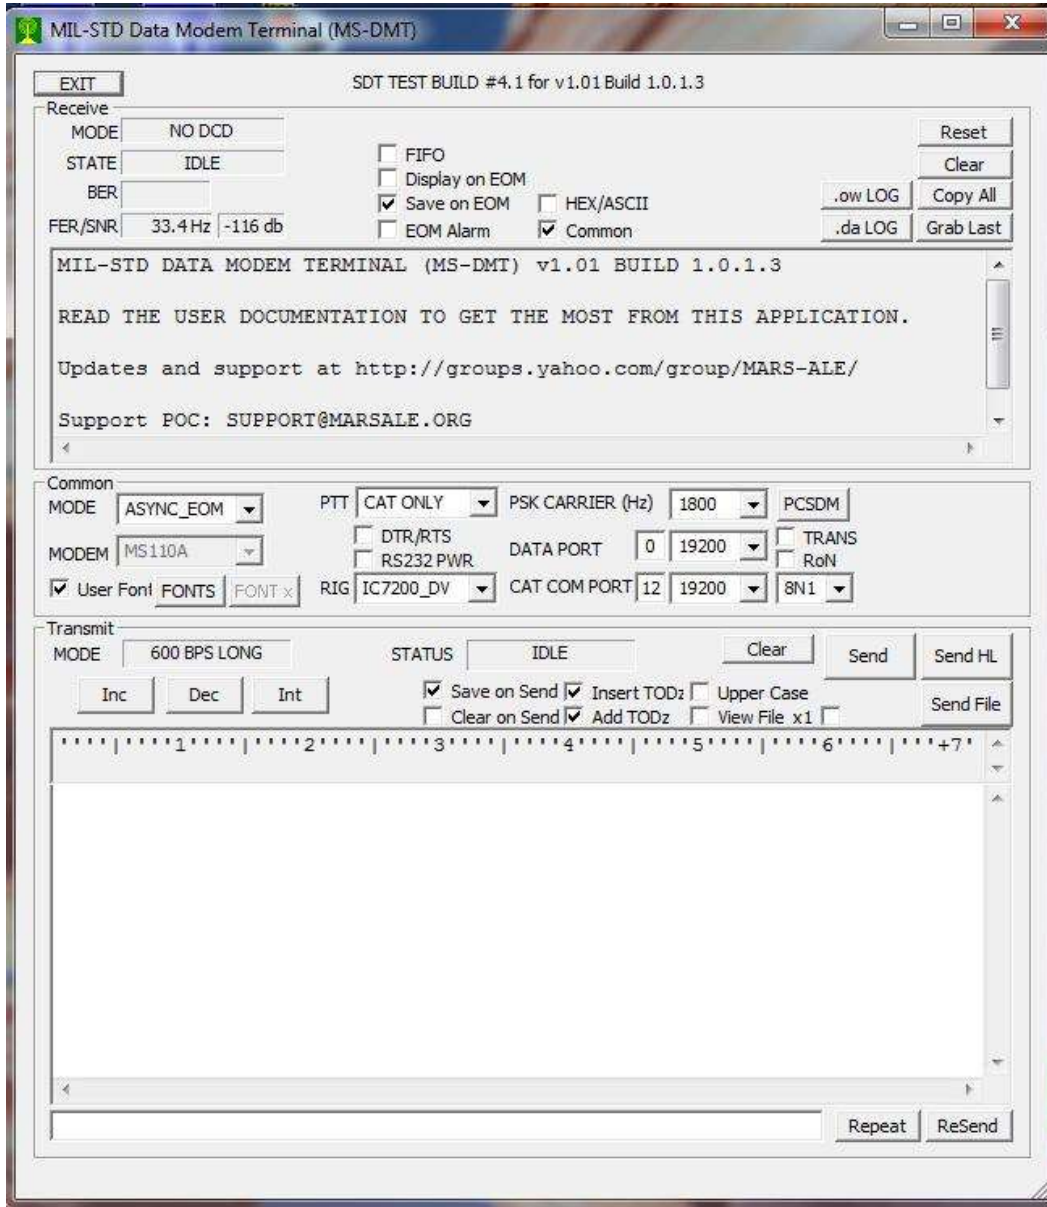 MIL-STD Data Modem Terminal (MS-DMT)
EXIT SDT TEST BUILD #4.1 for v1.01 Build 1.0.1.3
Receive
MODE NO DCD Reset
STATE IDLE FIFO Clear
Display on EOM
BER Save on EOM HEX/ASCII .ow LOG Copy All
FER/SNR 33.4 Hz -116 db EOM Alarm Common .da LOG Grab Last
MIL-STD DATA MODEM TERMINAL (MS-DMT) v1.01 BUILD 1.0.1.3
READ THE USER DOCUMENTATION TO GET THE MOST FROM THIS APPLICATION.
Updates and support at http://groups.yahoo.com/group/MARS-ALE/
Support POC: SUPPORT@MARSALE.ORG
Common
MODE ASYNC_EOM PTT CAT ONLY PSK CARRIER (Hz) 1800 PCSDM
DTR/RTS TRANS
MODEM MS110A RS232 PWR DATA PORT 0 19200 RoN
User Font FONTS FONT x RIG IC7200_DV CAT COM PORT 12 19200 8N1
Transmit
MODE 600 BPS LONG STATUS IDLE Clear Send Send HL
Inc Dec Int Save on Send Insert TODz Upper Case Send File
Clear on Send Add TODz View File x1
''''|''''1''''|''''2''''|''''3''''|''''4''''|''''5''''|''''6''''|'''+7'
Repeat ReSend